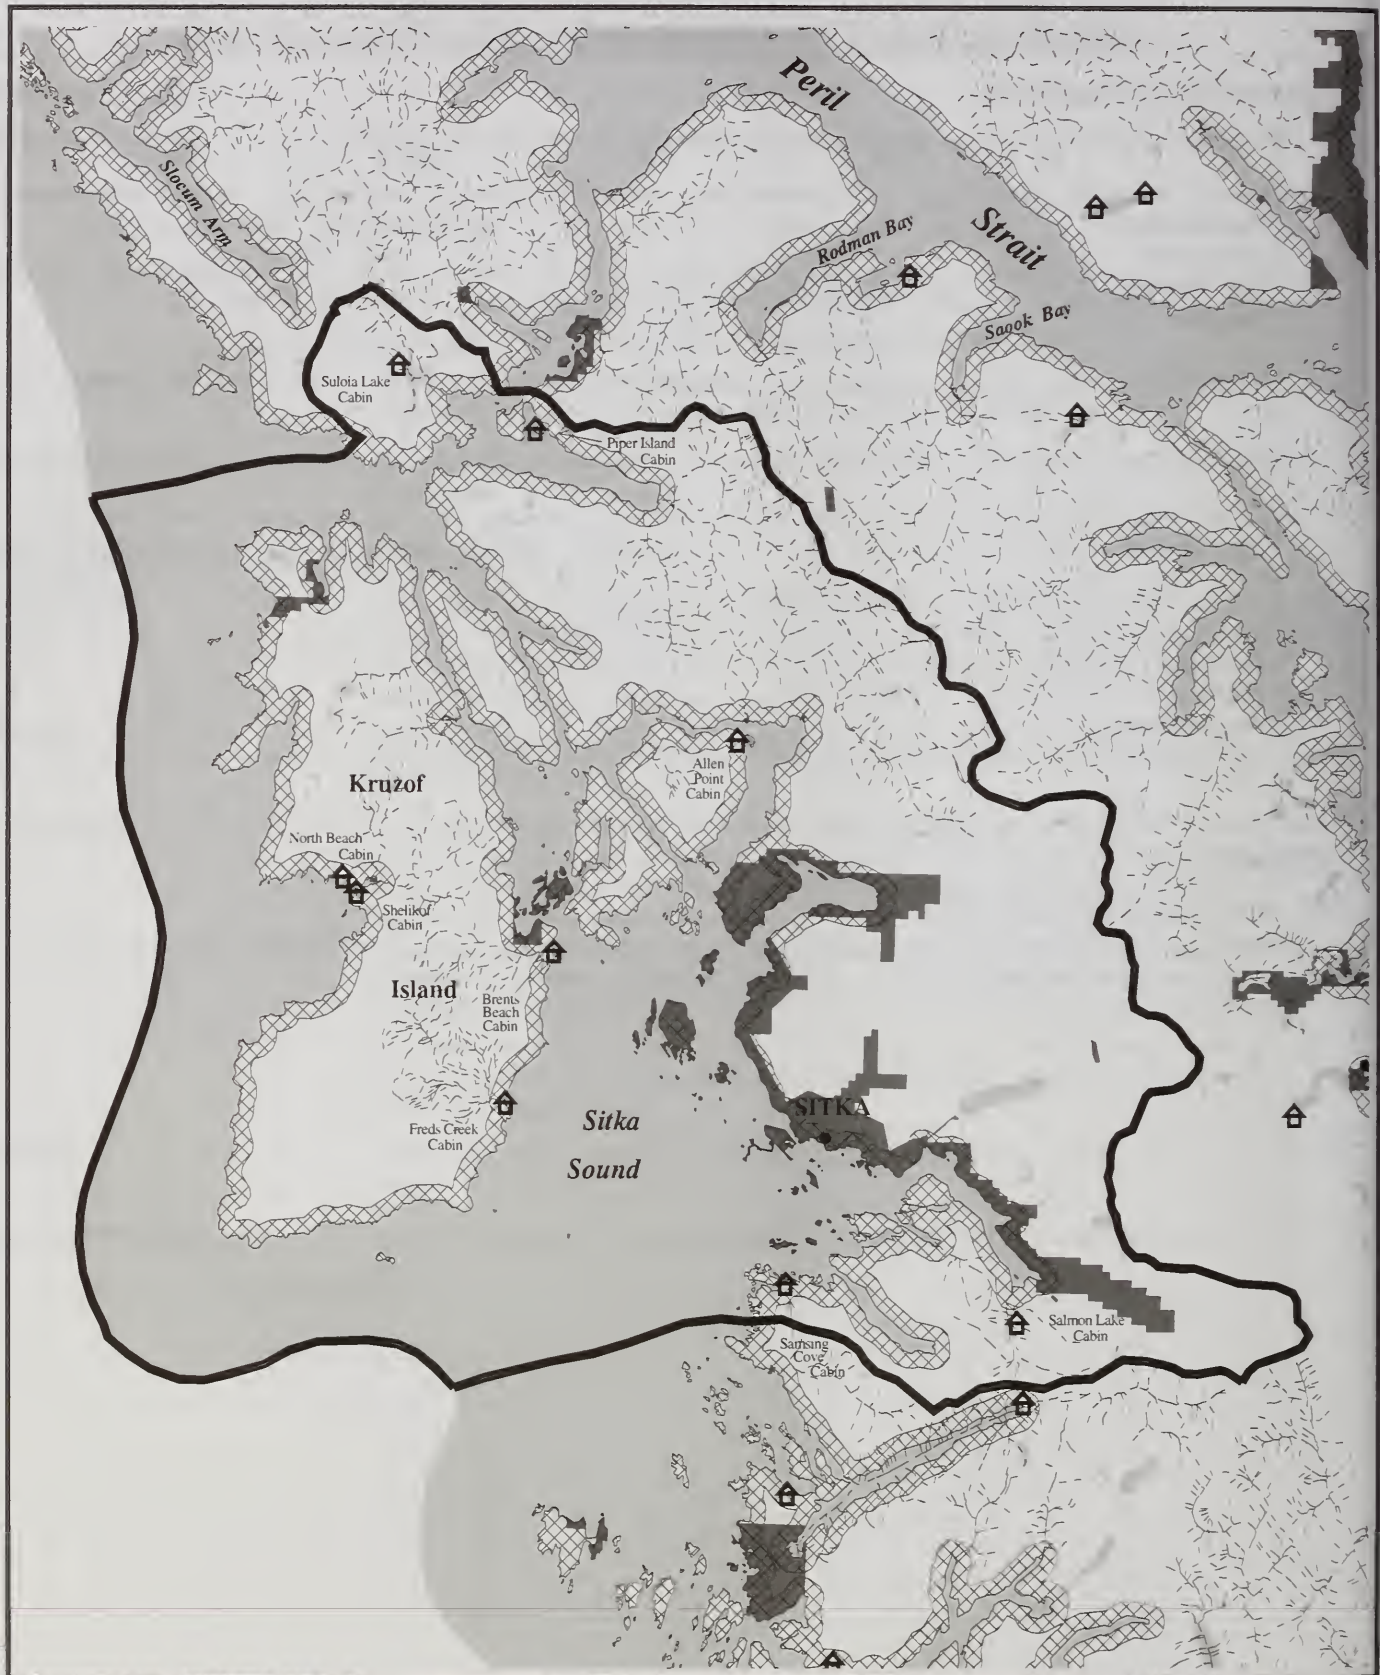 Peril
Strait
Slocum Arm
Rodman Bay
Saook Bay
Suloia Lake
Cabin
Piper Island
Cabin
Allen
Point
Cabin
Kruzof
North Beach
Cabin
Shelikof
Cabin
Island
Brents
Beach
Cabin
SITKA
Freds Creek
Cabin
Sitka
Sound
Salmon Lake
Cabin
Samsing
Cove
Cabin